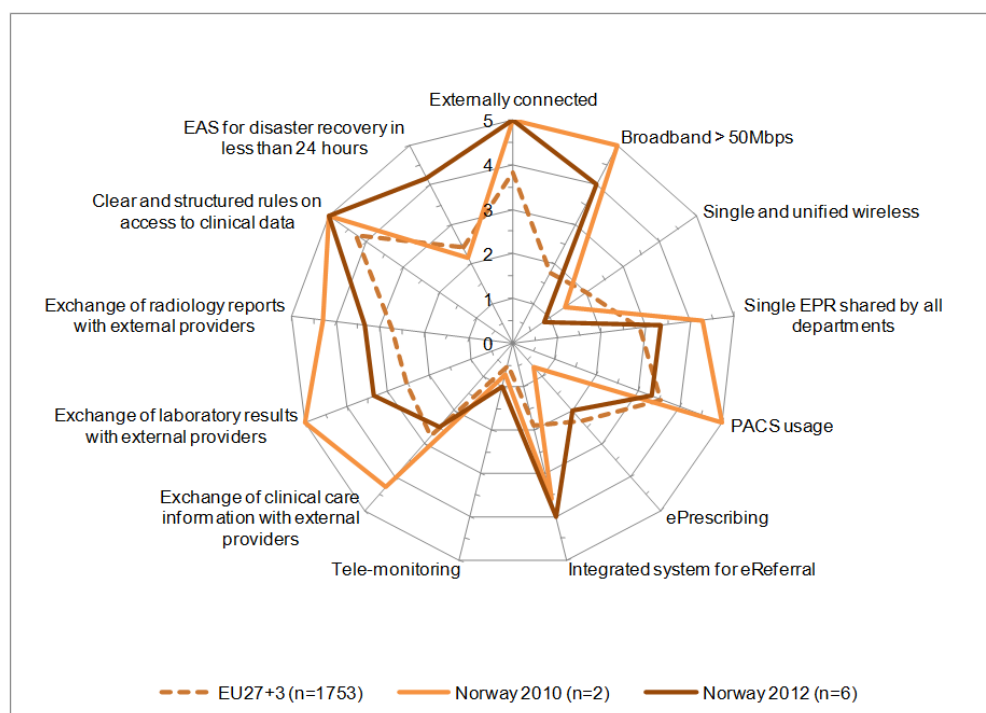 Externally connected
EAS for disaster recovery in
less than 24 hours
Broadband > 50Mbps
Clear and structured rules on
access to clinical data
Single and unified wireless
Exchange of radiology reports
with external providers
Single EPR shared by all
departments
Exchange of laboratory results
with external providers
PACS usage
Exchange of clinical care
information with external
providers
ePrescribing
Tele-monitoring
Integrated system for eReferral
5
4
3
2
1
0
EU27+3 (n=1753)
Norway 2010 (n=2)
Norway 2012 (n=6)